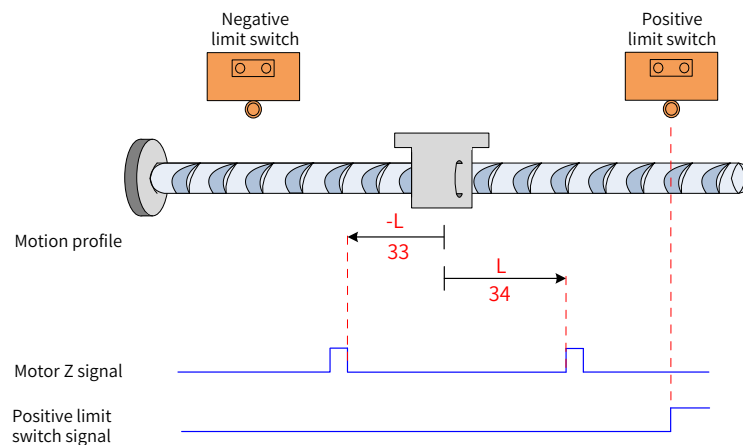 Negative
limit switch
Positive
limit switch
Motion profile
-L
33
L
34
Motor Z signal
Positive limit
switch signal